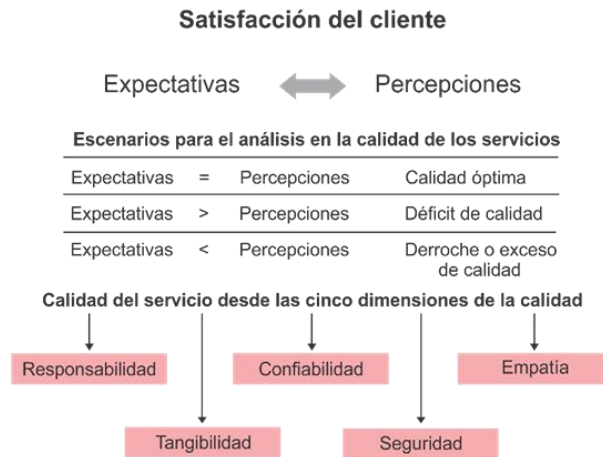 Satisfacción del cliente
Expectativas Percepciones
Escenarios para el análisis en la calidad de los servicios
Expectativas = Percepciones Calidad óptima
Expectativas > Percepciones Déficit de calidad
Expectativas < Percepciones Derroche o exceso
de calidad
Calidad del servicio desde las cinco dimensiones de la calidad
Responsabilidad Confiabilidad Empatía
Tangibilidad Seguridad